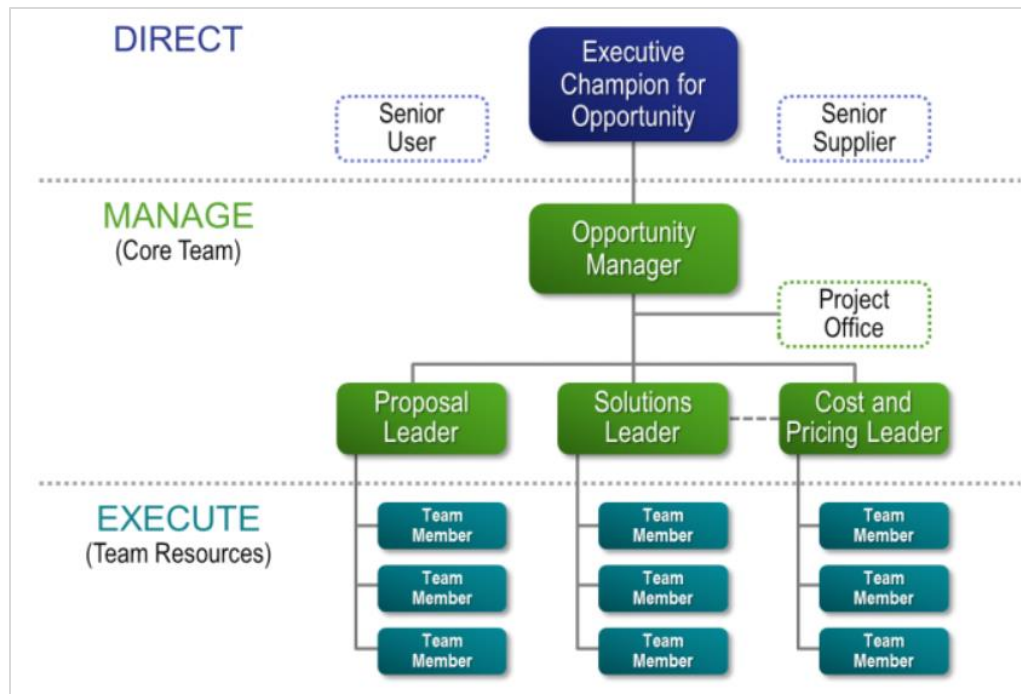 DIRECT
Executive
Champion for
Opportunity
Senior
User
Senior
Supplier
MANAGE
(Core Team)
Opportunity
Manager
Project
Office
Proposal
Leader
Solutions
Leader
Cost and
Pricing Leader
EXECUTE
(Team Resources)
Team
Member
Team
Member
Team
Member
Team
Member
Team
Member
Team
Member
Team
Member
Team
Member
Team
Member